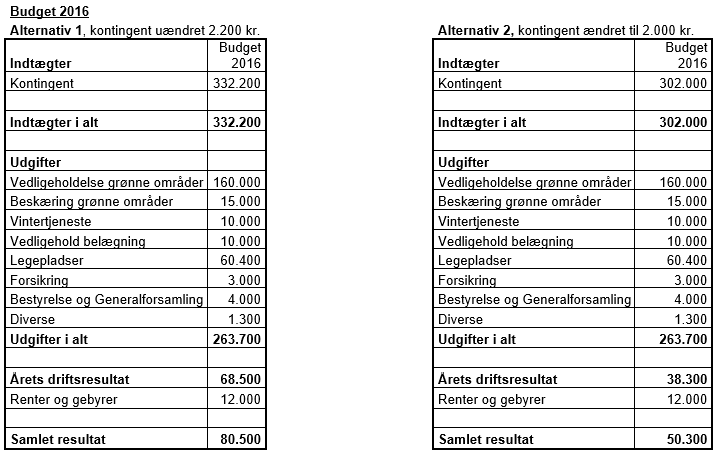 Budget 2016
Alternativ 1, kontingent uændret 2.200 kr.
Budget
Indtægter 2016
Kontingent 332.200
Indtægter i alt 332.200
Udgifter
Vedligeholdelse grønne områder 160.000
Beskæring grønne områder 15.000
Vintertjeneste 10.000
Vedligehold belægning 10.000
Legepladser 60.400
Forsikring 3.000
Bestyrelse og Generalforsamling 4.000
Diverse 1.300
Udgifter i alt 263.700
Årets driftsresultat 68.500
Renter og gebyrer 12.000
Samlet resultat 80.500
Alternativ 2, kontingent ændret til 2.000 kr.
Budget
Indtægter 2016
Kontingent 302.000
Indtægter i alt 302.000
Udgifter
Vedligeholdelse grønne områder 160.000
Beskæring grønne områder 15.000
Vintertjeneste 10.000
Vedligehold belægning 10.000
Legepladser 60.400
Forsikring 3.000
Bestyrelse og Generalforsamling 4.000
Diverse 1.300
Udgifter i alt 263.700
Årets driftsresultat 38.300
Renter og gebyrer 12.000
Samlet resultat 50.300